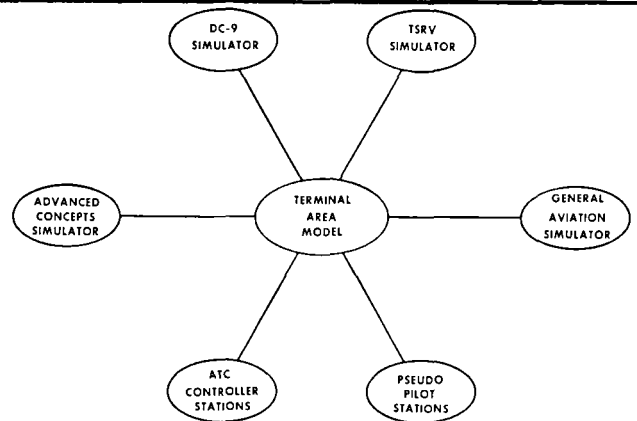 DC-9
SIMULATOR
TSRV
SIMULATOR
ADVANCED
CONCEPTS
SIMULATOR
TERMINAL
AREA
MODEL
GENERAL
AVIATION
SIMULATOR
ATC
CONTROLLER
STATIONS
PSEUDO
PILOT
STATIONS